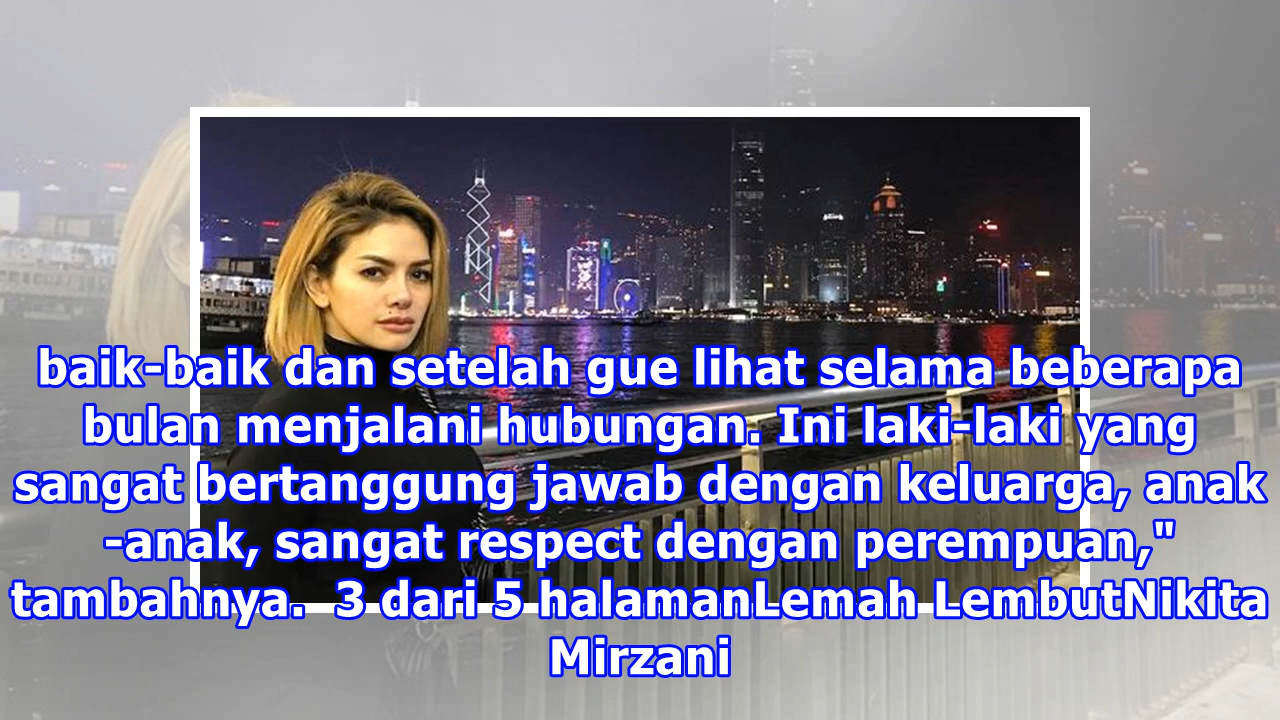 baik-baik dan setelah gue lihat selama beberapa
bulan menjalani hubungan. Ini laki-laki yang
sangat bertanggung jawab dengan keluarga, anak
-anak, sangat respect dengan perempuan,"
tambahnya.  3 dari 5 halamanLemah LembutNikita
Mirzani